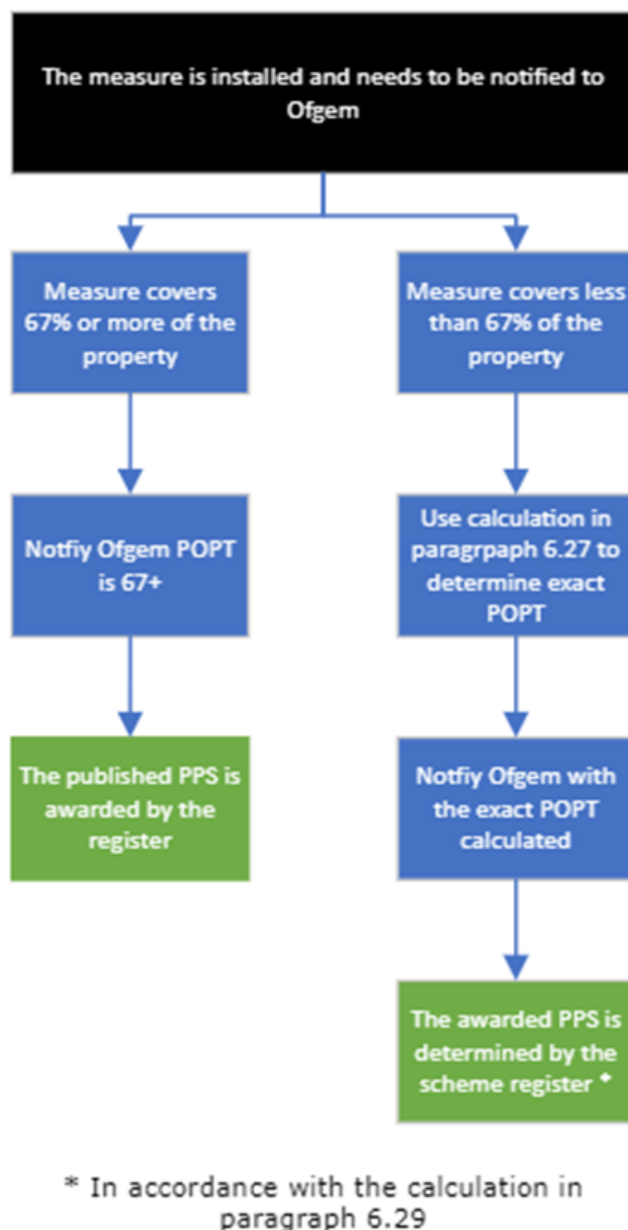 The measure is installed and needs to be notified to
Ofgem
Measure covers
67% or more of the
property
Measure covers less
than 67% of the
property
Notfiy Ofgem POPT
is 67+
Use calculation in
paragrpaph 6.27 to
determine exact
POPT
The published PPS is
awarded by the
register
Notfiy Ofgem with
the exact POPT
calculated
The awarded PPS is
determined by the
scheme register *
* In accordance with the calculation in
paragraph 6.29